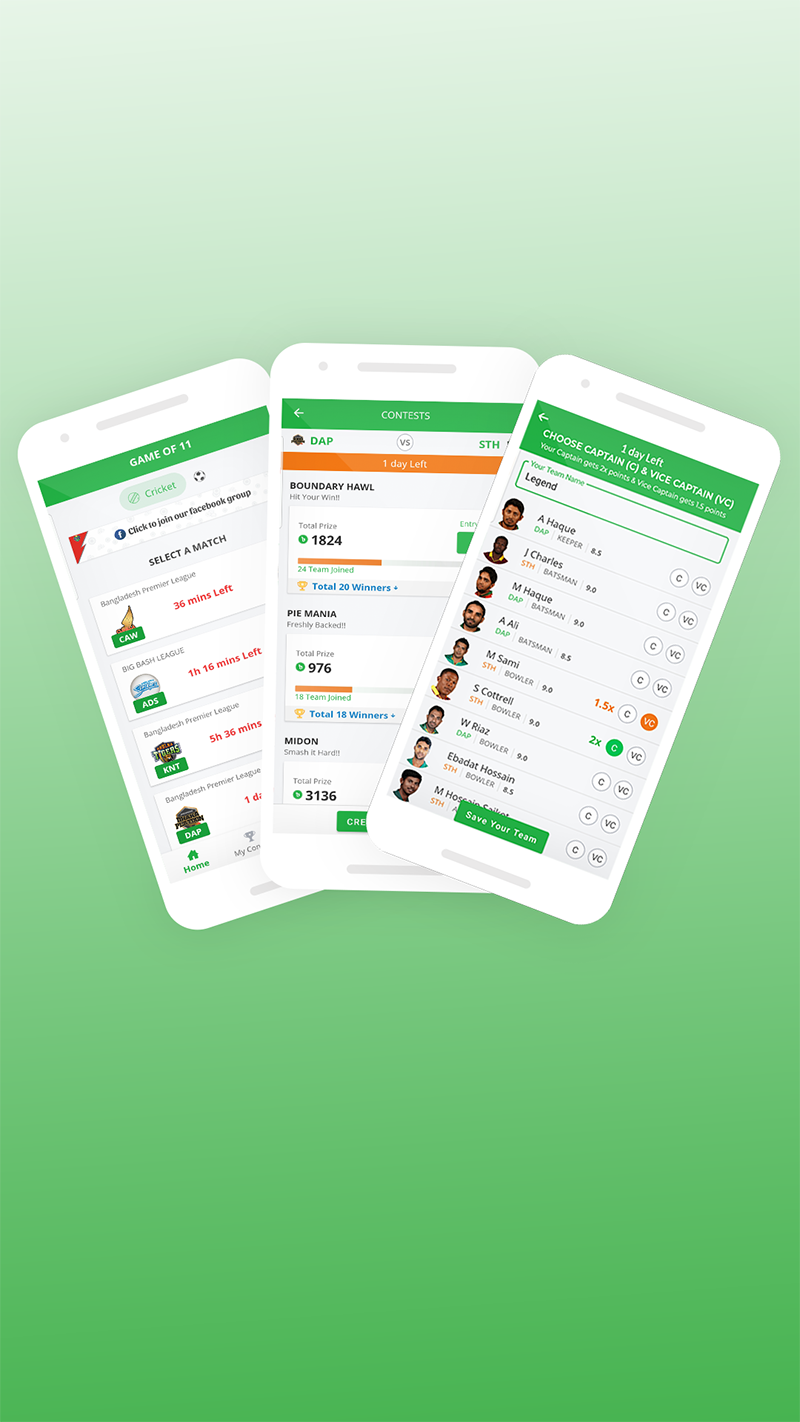 GAME OF 11
Cricket
Click to join our facebook group
SELECT A MATCH
Bangladesh Premier League
36 mins Left
CAW
BIG BASH LEAGUE
1h 16 mins Left
ADS
Bangladesh Premier League
5h 36 mins
KNT
Bangladesh Premier League
1 da
DAP
Home
My Con
CONTESTS
DAP
VS
STH
1 day Left
BOUNDARY HAWL
Hit Your Win!!
Total Prize
Entry
1824
24 Team Joined
Total 20 Winners +
PIE MANIA
Freshly Backed!!
Total Prize
976
18 Team Joined
Total 18 Winners +
MIDON
Smash It Hard!!
Total Prize
3136
CRE
1 day Left
CHOOSE CAPTAIN (C) & VICE CAPTAIN (VC)
Your Captain gets 2x points & Vice Captain gets 1.5 points
Your Team Name
Legend
A Haque
DAP KEEPER 8.5 C VC
J Charles
STH BATSMAN 9.0 C VC
M Haque
DAP BATSMAN 9.0 C VC
A Ali
DAP BATSMAN 8.5 C VC
M Sami
STH BOWLER 9.0 1.5x C VC
S Cottrell
STH BOWLER 9.0 2x C VC
W Riaz
DAP BOWLER 9.0 C VC
Ebadat Hossain
STH BOWLER 8.5 C VC
M Hossain Saikat
STH A C VC
Save Your Team